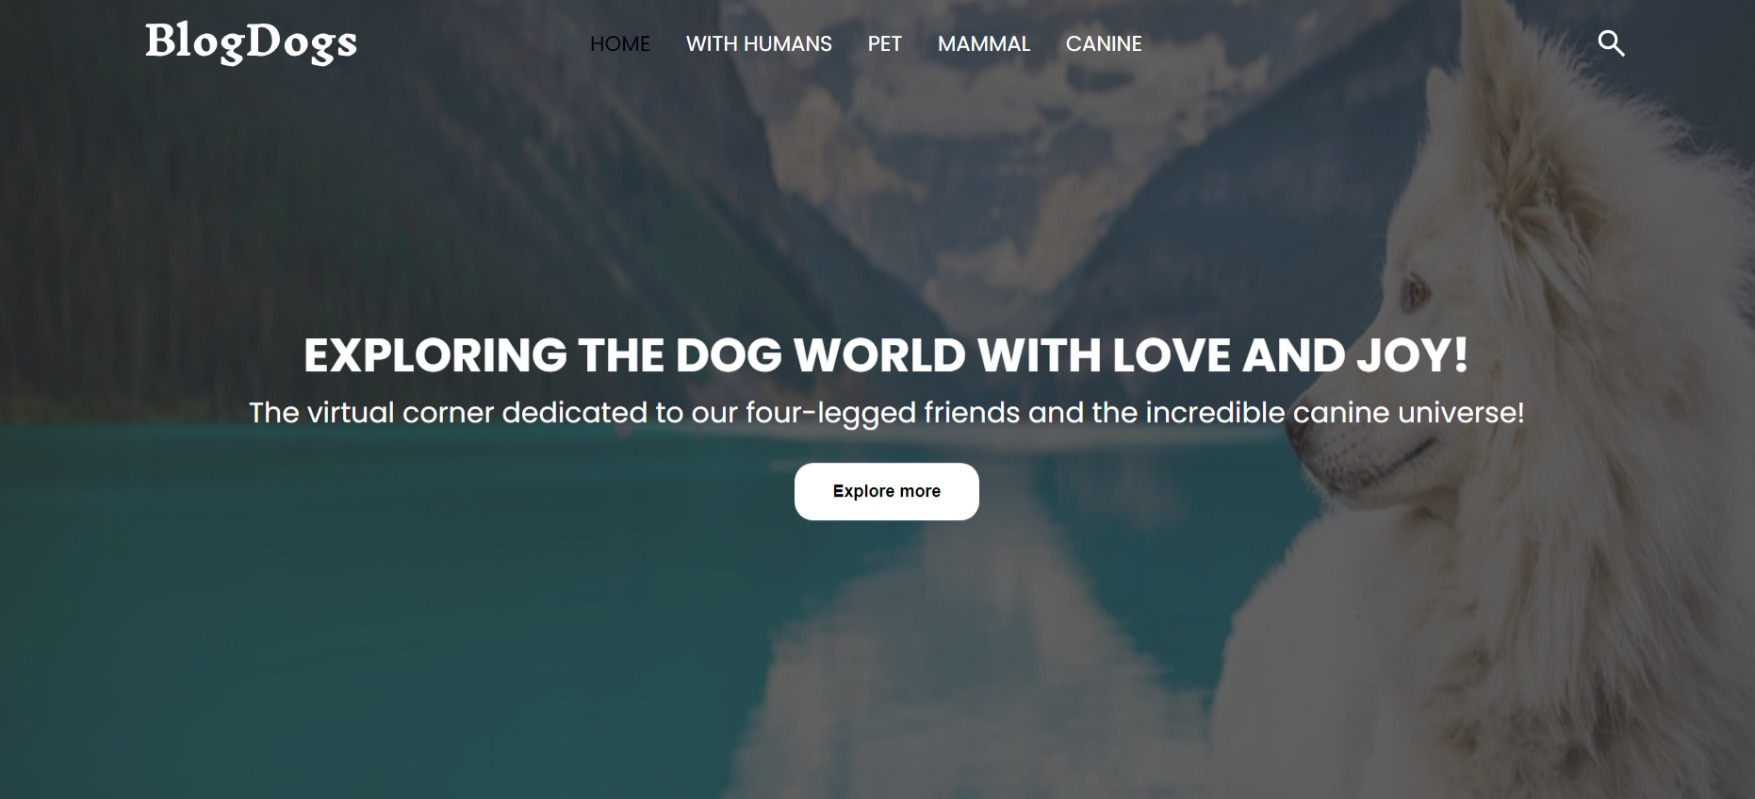 BlogDogs
HOME WITH HUMANS PET MAMMAL CANINE
EXPLORING THE DOG WORLD WITH LOVE AND JOY!
The virtual corner dedicated to our four-legged friends and the incredible canine universe!
Explore more